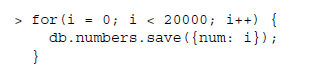 > for(i = 0; i < 20000; i++) {
db.numbers.save({num: i});
}